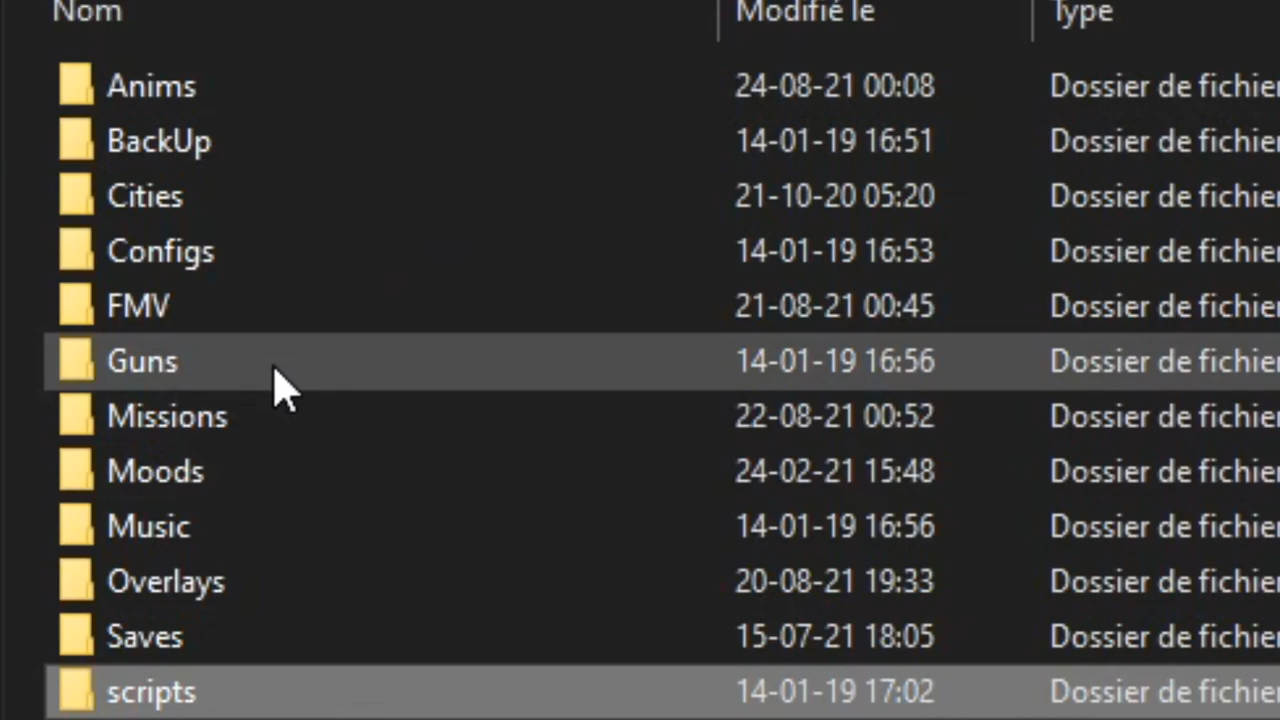 Nom Modifié le Type
Anims 24-08-21 00:08 Dossier de fichier
BackUp 14-01-19 16:51 Dossier de fichier
Cities 21-10-20 05:20 Dossier de fichier
Configs 14-01-19 16:53 Dossier de fichier
FMV 21-08-21 00:45 Dossier de fichier
Guns 14-01-19 16:56 Dossier de fichier
Missions 22-08-21 00:52 Dossier de fichier
Moods 24-02-21 15:48 Dossier de fichier
Music 14-01-19 16:56 Dossier de fichier
Overlays 20-08-21 19:33 Dossier de fichier
Saves 15-07-21 18:05 Dossier de fichier
scripts 14-01-19 17:02 Dossier de fichier